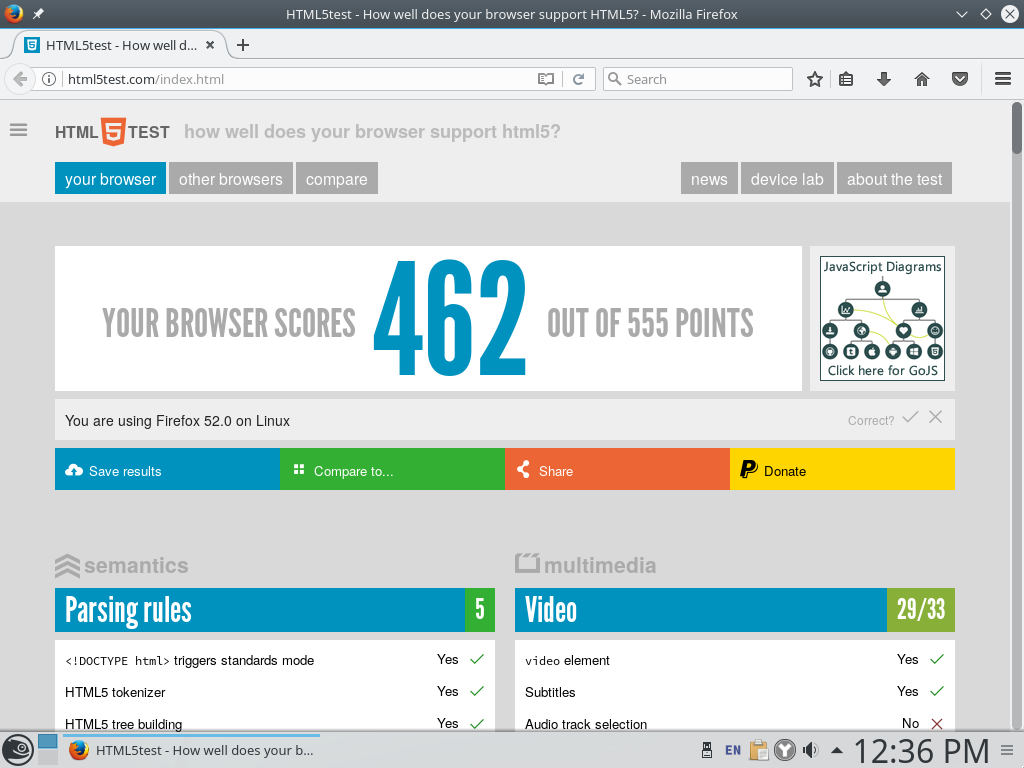 HTML5test - How well does your browser support HTML5? - Mozilla Firefox
HTML5test - How well d...
html5test.com/index.html
Search
HTML 5 TEST how well does your browser support html5?
your browser other browsers compare news device lab about the test
YOUR BROWSER SCORES 462 OUT OF 555 POINTS
JavaScript Diagrams
Click here for GoJS
You are using Firefox 52.0 on Linux
Correct?
Save results Compare to... Share Donate
semantics
Parsing rules 5
<!DOCTYPE html> triggers standards mode Yes
HTML5 tokenizer Yes
HTML5 tree building Yes
multimedia
Video 29/33
video element Yes
Subtitles Yes
Audio track selection No
HTML5test - How well does your b...
EN
12:36 PM